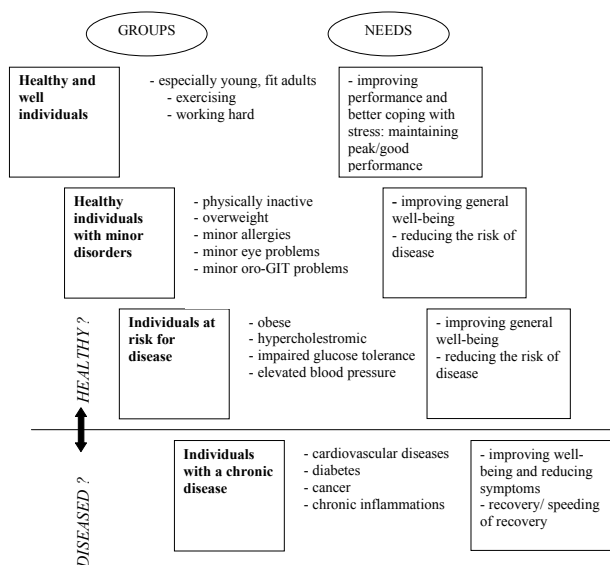 GROUPS
NEEDS
Healthy and
well
individuals
- especially young, fit adults
- exercising
- working hard
- improving
performance and
better coping with
stress: maintaining
peak/good
performance
Healthy
individuals
with minor
disorders
- physically inactive
- overweight
- minor allergies
- minor eye problems
- minor oro-GIT problems
- improving general
well-being
- reducing the risk of
disease
HEALTHY ?
Individuals at
risk for
disease
- obese
- hypercholestromic
- impaired glucose tolerance
- elevated blood pressure
- improving general
well-being
- reducing the risk of
disease
DISEASED ?
Individuals
with a chronic
disease
- cardiovascular diseases
- diabetes
- cancer
- chronic inflammations
- improving well-
being and reducing
symptoms
- recovery/ speeding
of recovery